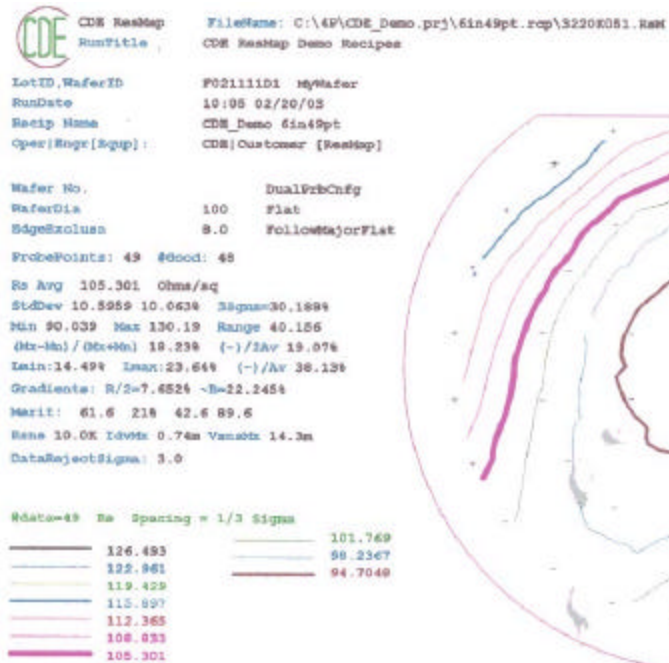 CDE
CDE ResMap FileName: C:\4P\CDE_Demo.prj\6in49pt.rcp\3220K051.RsM
RunTitle CDE ResMap Demo Recipes
LotID,WaferID F021111D1 MyWafer
RunDate 10:05 02/20/03
Recip Name CDE_Demo 6in49pt
Oper|Engr[Equp]: CDE|Customer [ResMap]
Wafer No. DualPrbCnfg
WaferDia 100 Flat
EdgeExclusn 8.0 FollowMajorFlat
ProbePoints: 49 #Good: 48
Rs Avg 105.301 Ohms/sq
StdDev 10.5959 10.063% 3Sgma=30.188%
Min 90.039 Max 130.19 Range 40.156
(Mx-Mn)/(Mx+Mn) 18.23% (-)/2Av 19.07%
Imin:14.49% Imax:23.64% (-)/Av 38.13%
Gradients: R/2=7.652% ~B=22.245%
Merit: 61.6 21% 42.6 89.6
Rsns 10.0K IdvMx 0.74m VsnsMx 14.3m
DataRejectSigma: 3.0
#data=49 Rs Spacing = 1/3 Sigma
126.493 101.769
122.961 98.2367
119.429 94.7048
115.897
112.365
108.833
105.301